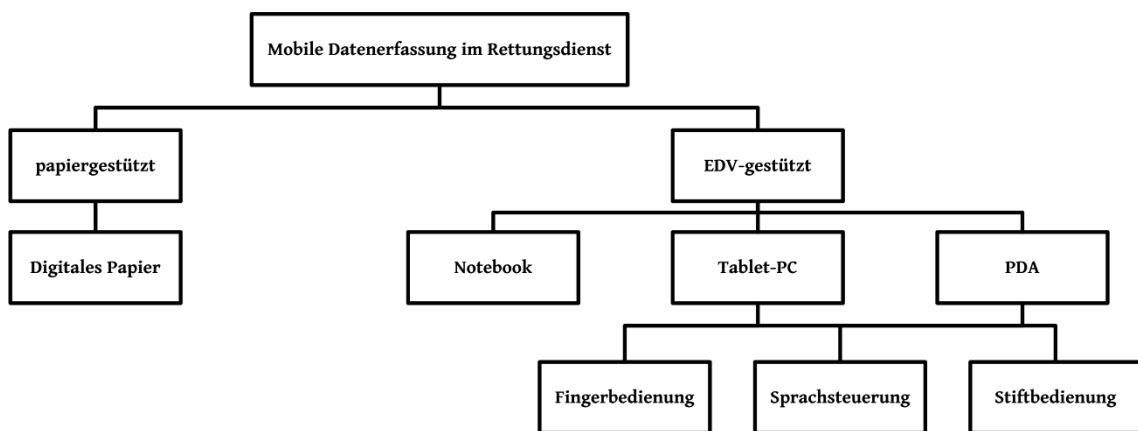 Mobile Datenerfassung im Rettungsdienst
papiergestützt
EDV-gestützt
Digitales Papier
Notebook
Tablet-PC
PDA
Fingerbedienung
Sprachsteuerung
Stiftbedienung